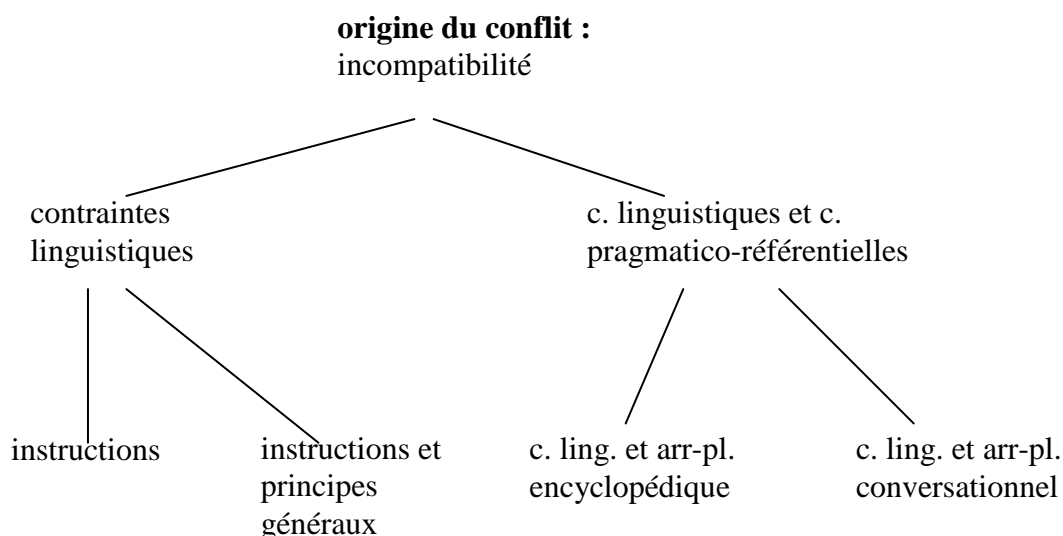 origine du conflit :
incompatibilité
contraintes
linguistiques
c. linguistiques et c.
pragmatico-référentielles
instructions
instructions et
principes
généraux
c. ling. et arr-pl.
encyclopédique
c. ling. et arr-pl.
conversationnel